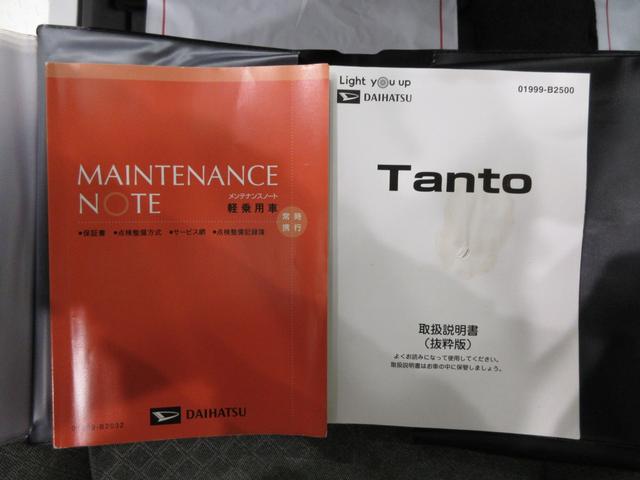 MAINTENANCE
NOTE
メンテナンスノート
軽乗用車
常時
携行
●保証書 ●点検整備方式 ●サービス網 ●点検整備記録簿
DAIHATSU
Light you up
DAIHATSU
01999-B2500
Tanto
取扱説明書
(抜粋版)
よくお読みになって使用してください。
取扱説明書はお車の中に保管しましょう。